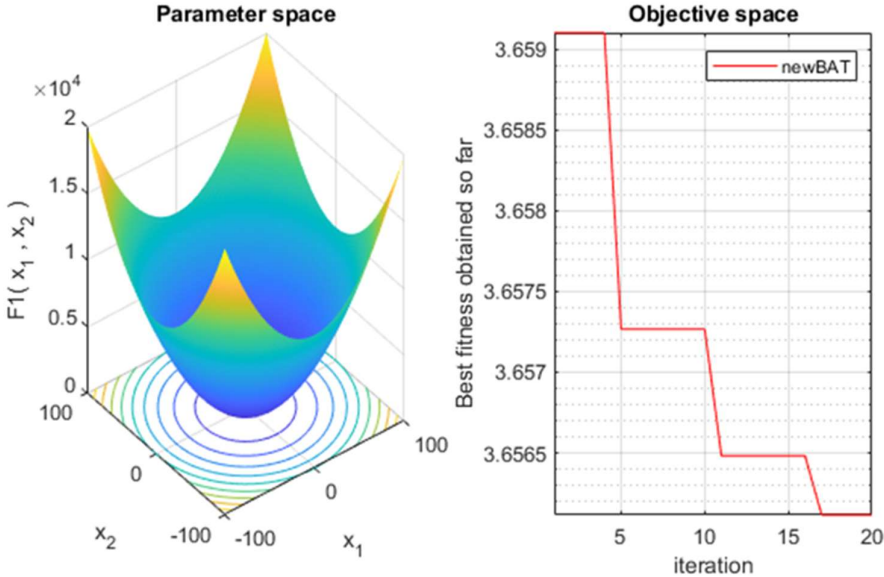 Parameter space
×10⁴
2
1.5
1
0.5
0
F1( x₁ , x₂ )
100
0
-100
x₂
-100
0
100
x₁
Objective space
newBAT
3.659
3.6585
3.658
3.6575
3.657
3.6565
Best fitness obtained so far
5
10
15
20
iteration